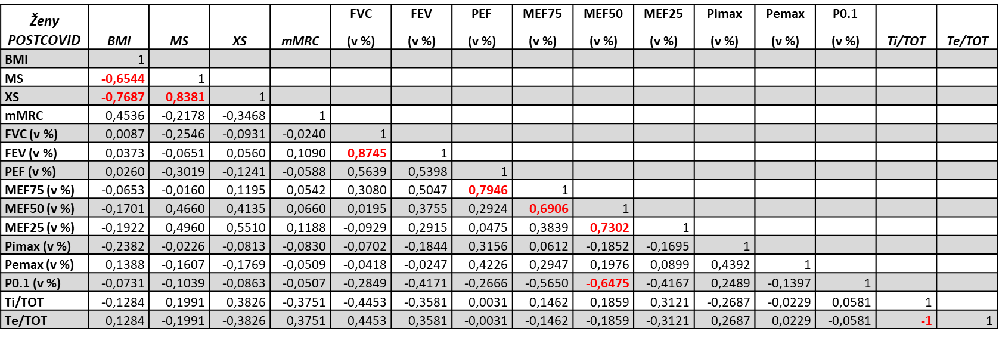 Ženy POSTCOVID BMI MS XS mMRC FVC (v %) FEV (v %) PEF (v %) MEF75 (v %) MEF50 (v %) MEF25 (v %) Pimax (v %) Pemax (v %) P0.1 (v %) Ti/TOT Te/TOT
BMI 1
MS -0,6544 1
XS -0,7687 0,8381 1
mMRC 0,4536 -0,2178 -0,3468 1
FVC (v %) 0,0087 -0,2546 -0,0931 -0,0240 1
FEV (v %) 0,0373 -0,0651 0,0560 0,1090 0,8745 1
PEF (v %) 0,0260 -0,3019 -0,1241 -0,0588 0,5639 0,5398 1
MEF75 (v %) -0,0653 -0,0160 0,1195 0,0542 0,3080 0,5047 0,7946 1
MEF50 (v %) -0,1701 0,4660 0,4135 0,0660 0,0195 0,3755 0,2924 0,6906 1
MEF25 (v %) -0,1922 0,4960 0,5510 0,1188 -0,0929 0,2915 0,0475 0,3839 0,7302 1
Pimax (v %) -0,2382 -0,0226 -0,0813 -0,0830 -0,0702 -0,1844 0,3156 0,0612 -0,1852 -0,1695 1
Pemax (v %) 0,1388 -0,1607 -0,1769 -0,0509 -0,0418 -0,0247 0,4226 0,2947 0,1976 0,0899 0,4392 1
P0.1 (v %) -0,0731 -0,1039 -0,0863 -0,0507 -0,2849 -0,4171 -0,2666 -0,5650 -0,6475 -0,4167 0,2489 -0,1397 1
Ti/TOT -0,1284 0,1991 0,3826 -0,3751 -0,4453 -0,3581 0,0031 0,1462 0,1859 0,3121 -0,2687 -0,0229 0,0581 1
Te/TOT 0,1284 -0,1991 -0,3826 0,3751 0,4453 0,3581 -0,0031 -0,1462 -0,1859 -0,3121 0,2687 0,0229 -0,0581 -1 1